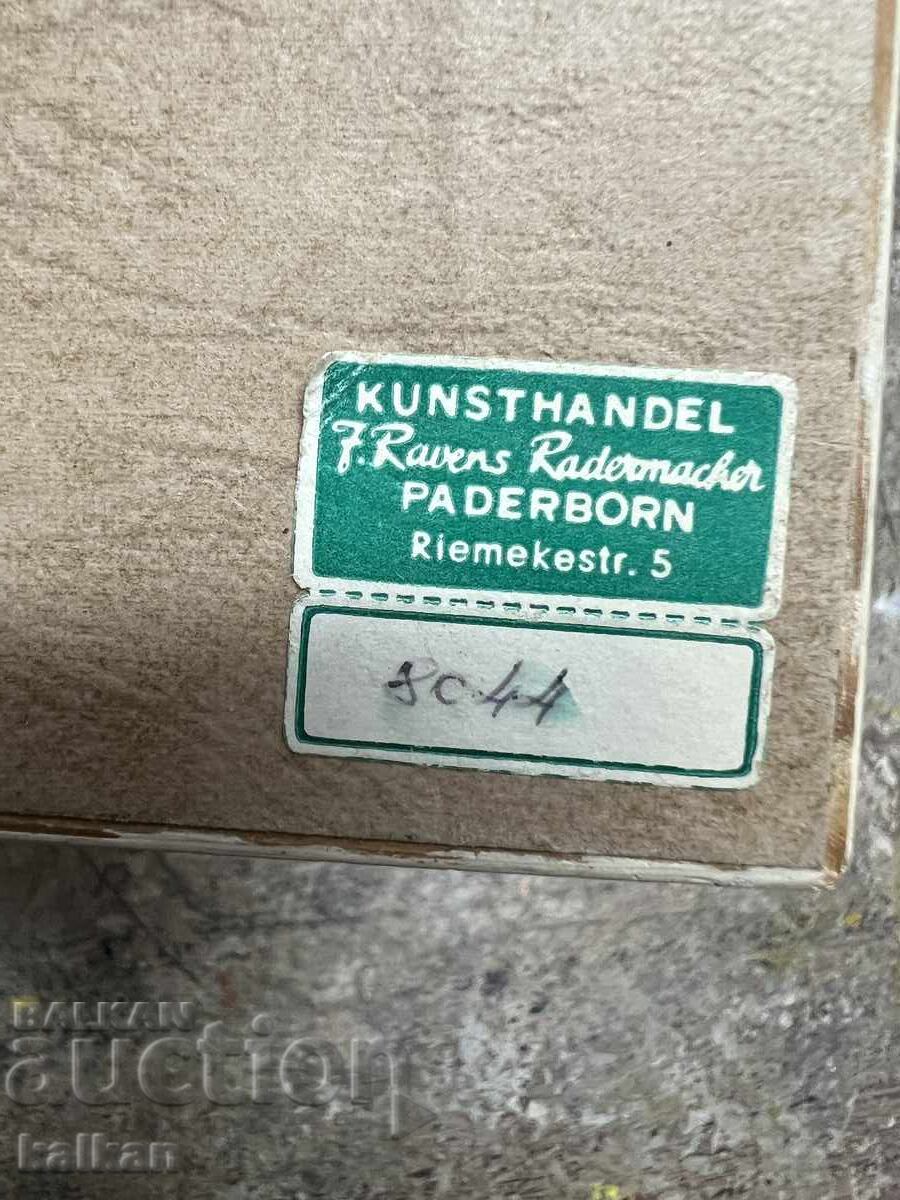 KUNSTHANDEL
F. Ravens Radermacher
PADERBORN
Riemekestr. 5
8044
BALKAN
auction
kalkan